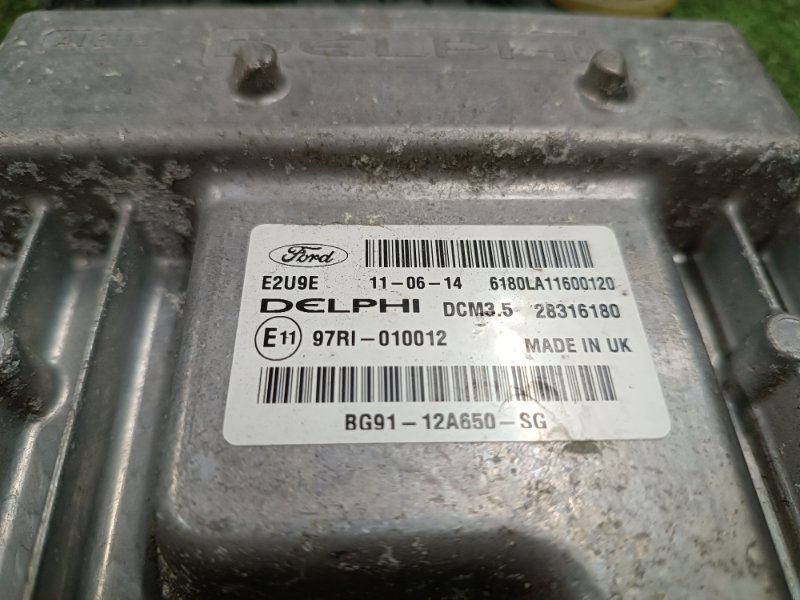 DELPHI
Ford
E2U9E 11-06-14 6180LA11600120
DELPHI DCM3.5 28316180
E11 97RI-010012 MADE IN UK
BG91-12A650-SG